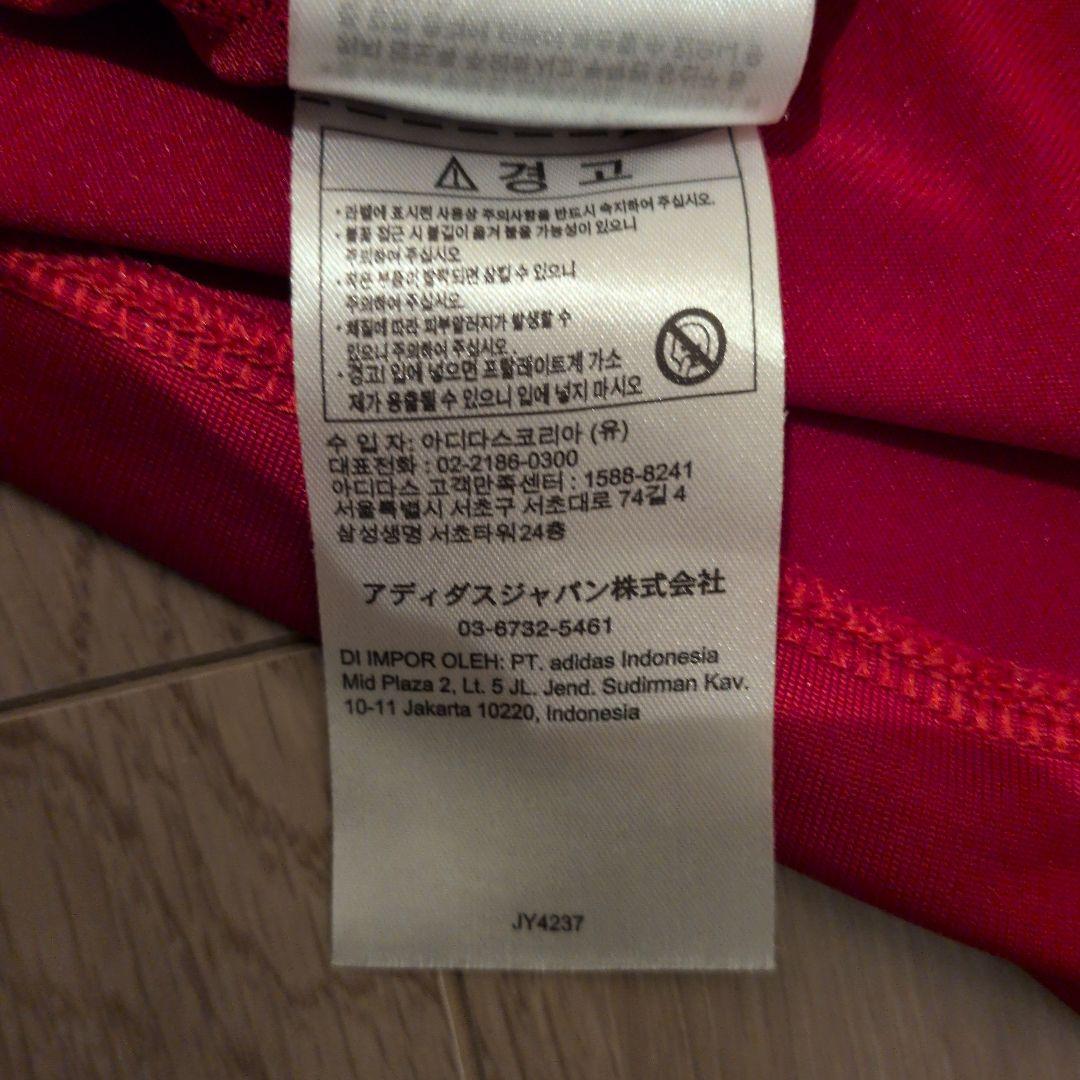 ⚠ 경 고
· 라벨에 표시된 사용상 주의사항을 반드시 숙지하여 주십시오.
· 불꽃 접근 시 불길이 옮겨 붙을 가능성이 있으니
주의하여 주십시오
· 작은 부품이 탈락되면 삼킬 수 있으니
주의하여 주십시오.
· 체질에 따라 피부알러지가 발생할 수
있으니 주의하여 주십시오.
· 경고! 입에 넣으면 프탈레이트계 가소
제가 용출될 수 있으니 입에 넣지 마시오
수 입 자: 아디다스코리아 (유)
대표전화 : 02-2186-0300
아디다스 고객만족센터 : 1588-8241
서울특별시 서초구 서초대로 74길 4
삼성생명 서초타워24층
アディダスジャパン株式会社
03-6732-5461
DI IMPOR OLEH: PT. adidas Indonesia
Mid Plaza 2, Lt. 5 JL. Jend. Sudirman Kav.
10-11 Jakarta 10220, Indonesia
JY4237